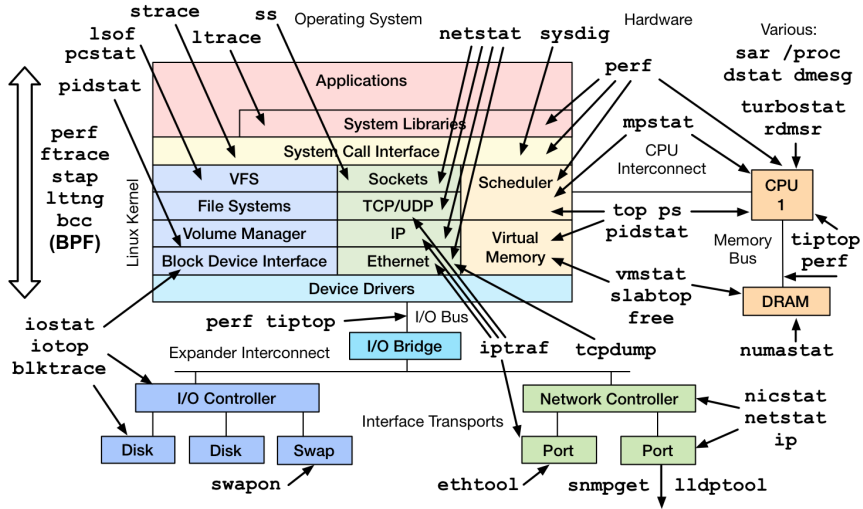 strace
ss
Operating System
Hardware
Various:
lsof
pcstat
ltrace
netstat
sysdig
sar /proc
dstat dmesg
pidstat
Applications
perf
turbostat
rdmsr
perf
ftrace
stap
lttng
bcc
(BPF)
System Libraries
mpstat
System Call Interface
CPU
Interconnect
Linux Kernel
VFS
Sockets
Scheduler
CPU
1
File Systems
TCP/UDP
top ps
pidstat
Volume Manager
IP
Virtual
Memory
Memory
Bus
tiptop
perf
Block Device Interface
Ethernet
vmstat
slabtop
free
Device Drivers
DRAM
iostat
iotop
blktrace
perf tiptop
I/O Bus
Expander Interconnect
I/O Bridge
iptraf
tcpdump
numastat
I/O Controller
Network Controller
nicstat
netstat
ip
Interface Transports
Disk
Disk
Swap
Port
Port
swapon
ethtool
snmpget
lldptool